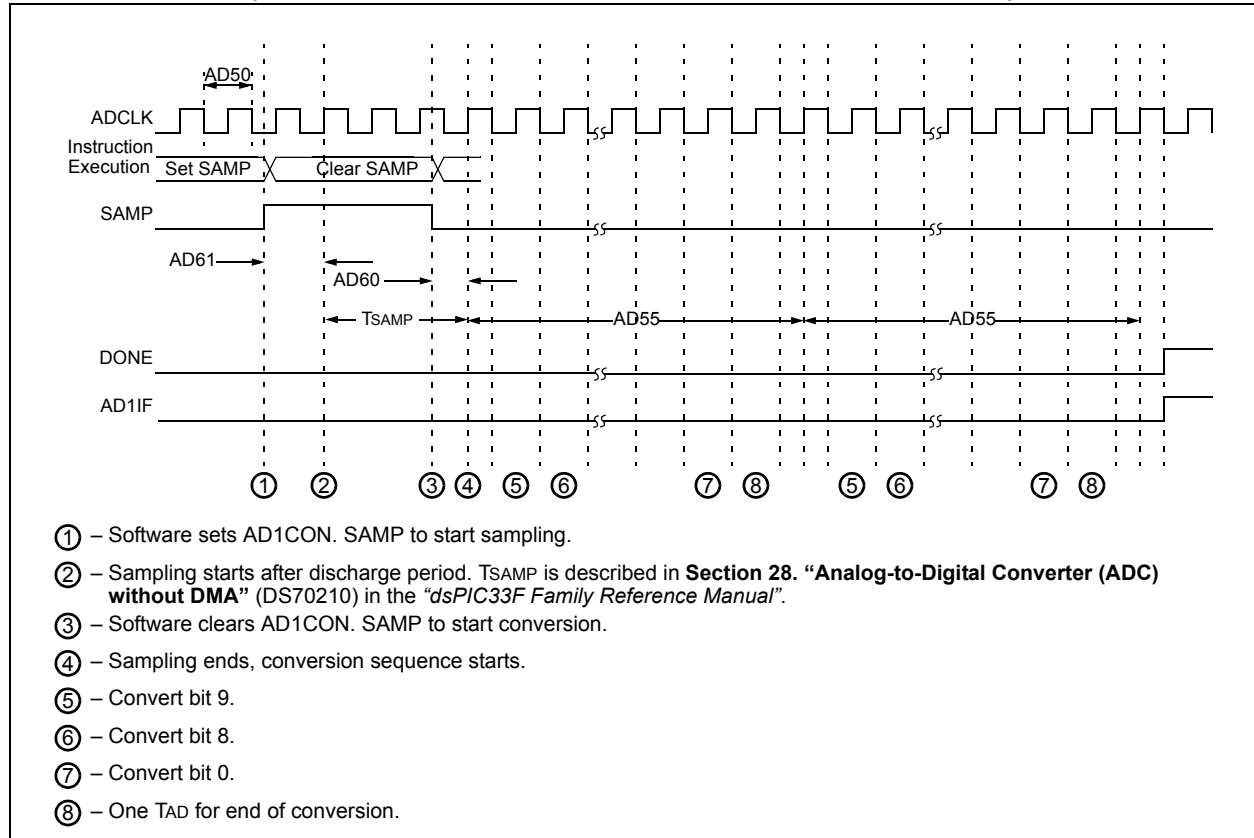 AD50
ADCLK
Instruction
Execution Set SAMP Clear SAMP
SAMP
AD61
AD60
TSAMP AD55 AD55
DONE
AD1IF
1 2 3 4 5 6 7 8 5 6 7 8
1 – Software sets AD1CON. SAMP to start sampling.
2 – Sampling starts after discharge period. TSAMP is described in Section 28. “Analog-to-Digital Converter (ADC)
without DMA” (DS70210) in the “dsPIC33F Family Reference Manual”.
3 – Software clears AD1CON. SAMP to start conversion.
4 – Sampling ends, conversion sequence starts.
5 – Convert bit 9.
6 – Convert bit 8.
7 – Convert bit 0.
8 – One TAD for end of conversion.